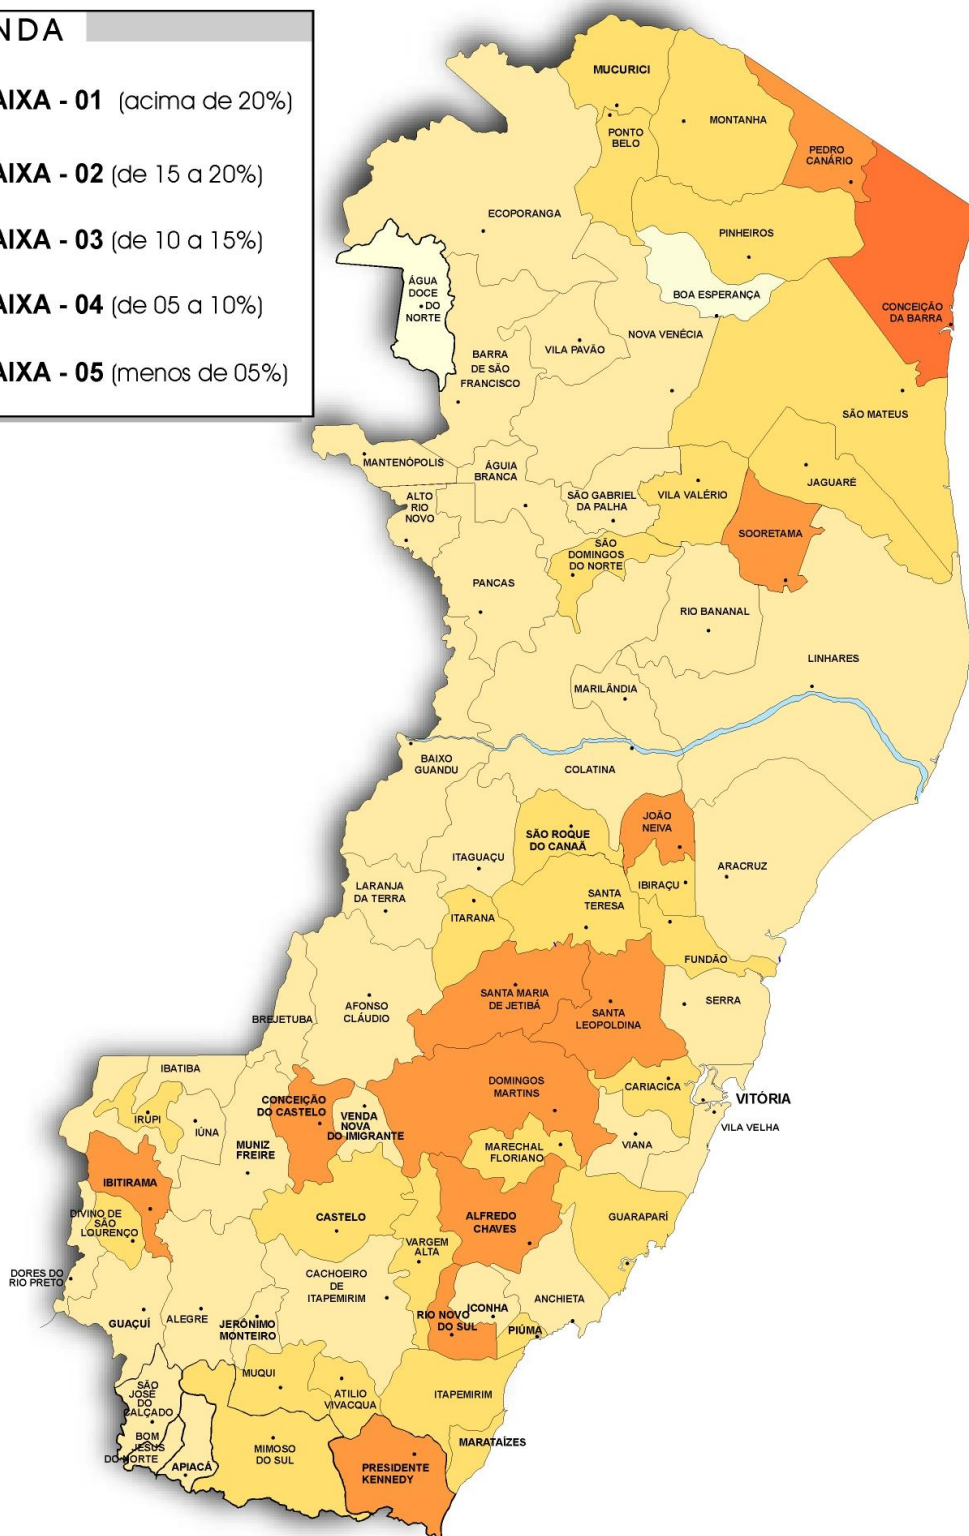 NDA
AIXA - 01 (acima de 20%)
AIXA - 02 (de 15 a 20%)
AIXA - 03 (de 10 a 15%)
AIXA - 04 (de 05 a 10%)
AIXA - 05 (menos de 05%)
MUCURICI
PONTO
BELO
MONTANHA
PEDRO
CANÁRIO
ECOPORANGA
PINHEIROS
ÁGUA
DOCE
DO
NORTE
BOA ESPERANÇA
CONCEIÇÃO
DA BARRA
NOVA VENÉCIA
VILA PAVÃO
BARRA
DE SÃO
FRANCISCO
SÃO MATEUS
MANTENÓPOLIS
ÁGUIA
BRANCA
JAGUARÉ
ALTO
RIO
NOVO
SÃO GABRIEL
DA PALHA
VILA VALÉRIO
SOORETAMA
SÃO
DOMINGOS
DO NORTE
PANCAS
RIO BANANAL
LINHARES
MARILÂNDIA
BAIXO
GUANDU
COLATINA
SÃO ROQUE
DO CANAÃ
JOÃO
NEIVA
ITAGUAÇU
ARACRUZ
LARANJA
DA TERRA
IBIRAÇU
SANTA
TERESA
ITARANA
FUNDÃO
SANTA MARIA
DE JETIBÁ
SERRA
AFONSO
CLÁUDIO
SANTA
LEOPOLDINA
BREJETUBA
IBATIBA
DOMINGOS
MARTINS
CARIACICA
CONCEIÇÃO
DO CASTELO
VITÓRIA
VENDA
NOVA
DO IMIGRANTE
IRUPI
IÚNA
VILA VELHA
MUNIZ
FREIRE
MARECHAL
FLORIANO
VIANA
IBITIRAMA
DIVINO DE
SÃO
LOURENÇO
CASTELO
ALFREDO
CHAVES
GUARAPARÍ
VARGEM
ALTA
DORES DO
RIO PRETO
CACHOEIRO
DE
ITAPEMIRIM
ANCHIETA
GUAÇUÍ
ALEGRE
JERÔNIMO
MONTEIRO
RIO NOVO
DO SUL
ICONHA
PIÚMA
MUQUI
SÃO
JOSÉ
DO
CALÇADO
ATILIO
VIVACQUA
ITAPEMIRIM
BOM
JESUS
DO NORTE
MIMOSO
DO SUL
MARATAÍZES
APIACÁ
PRESIDENTE
KENNEDY